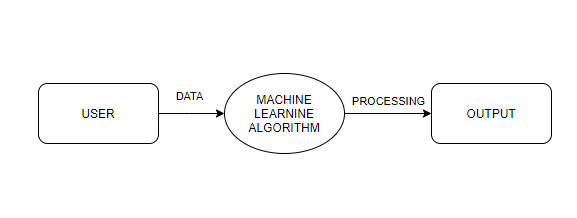 USER
DATA
MACHINE
LEARNINE
ALGORITHM
PROCESSING
OUTPUT